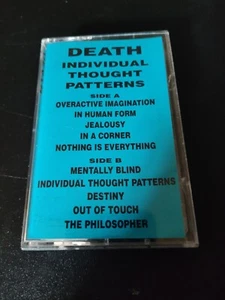 DEATH
INDIVIDUAL
THOUGHT
PATTERNS
SIDE A
OVERACTIVE IMAGINATION
IN HUMAN FORM
JEALOUSY
IN A CORNER
NOTHING IS EVERYTHING
SIDE B
MENTALLY BLIND
INDIVIDUAL THOUGHT PATTERNS
DESTINY
OUT OF TOUCH
THE PHILOSOPHER